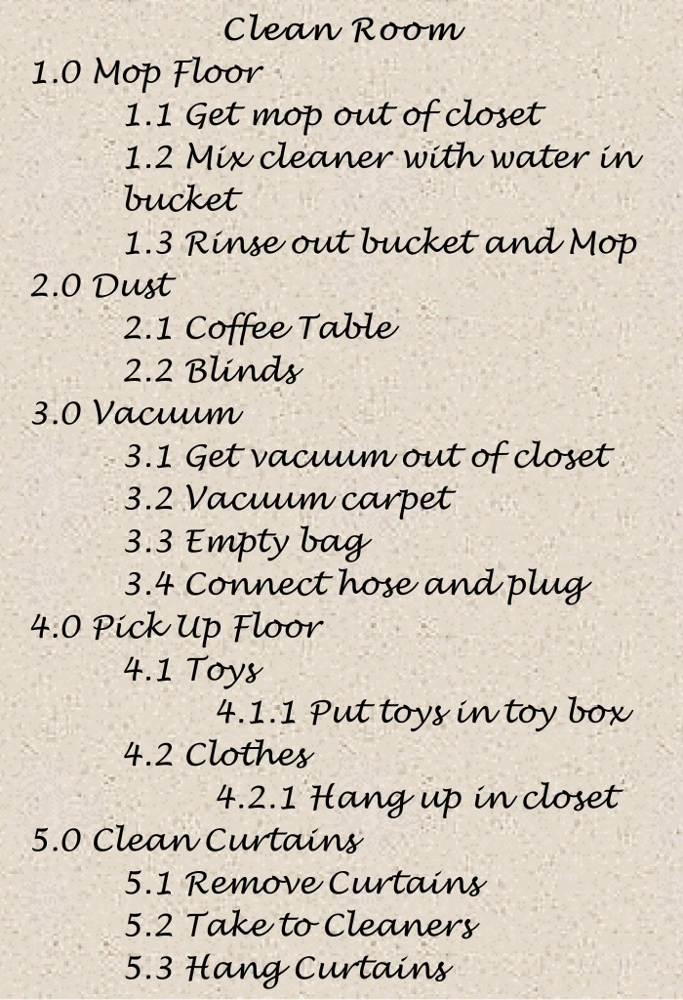 Clean Room
1.0 Mop Floor
1.1 Get mop out of closet
1.2 Mix cleaner with water in
bucket
1.3 Rinse out bucket and Mop
2.0 Dust
2.1 Coffee Table
2.2 Blinds
3.0 Vacuum
3.1 Get vacuum out of closet
3.2 Vacuum carpet
3.3 Empty bag
3.4 Connect hose and plug
4.0 Pick Up Floor
4.1 Toys
4.1.1 Put toys in toy box
4.2 Clothes
4.2.1 Hang up in closet
5.0 Clean Curtains
5.1 Remove Curtains
5.2 Take to Cleaners
5.3 Hang Curtains